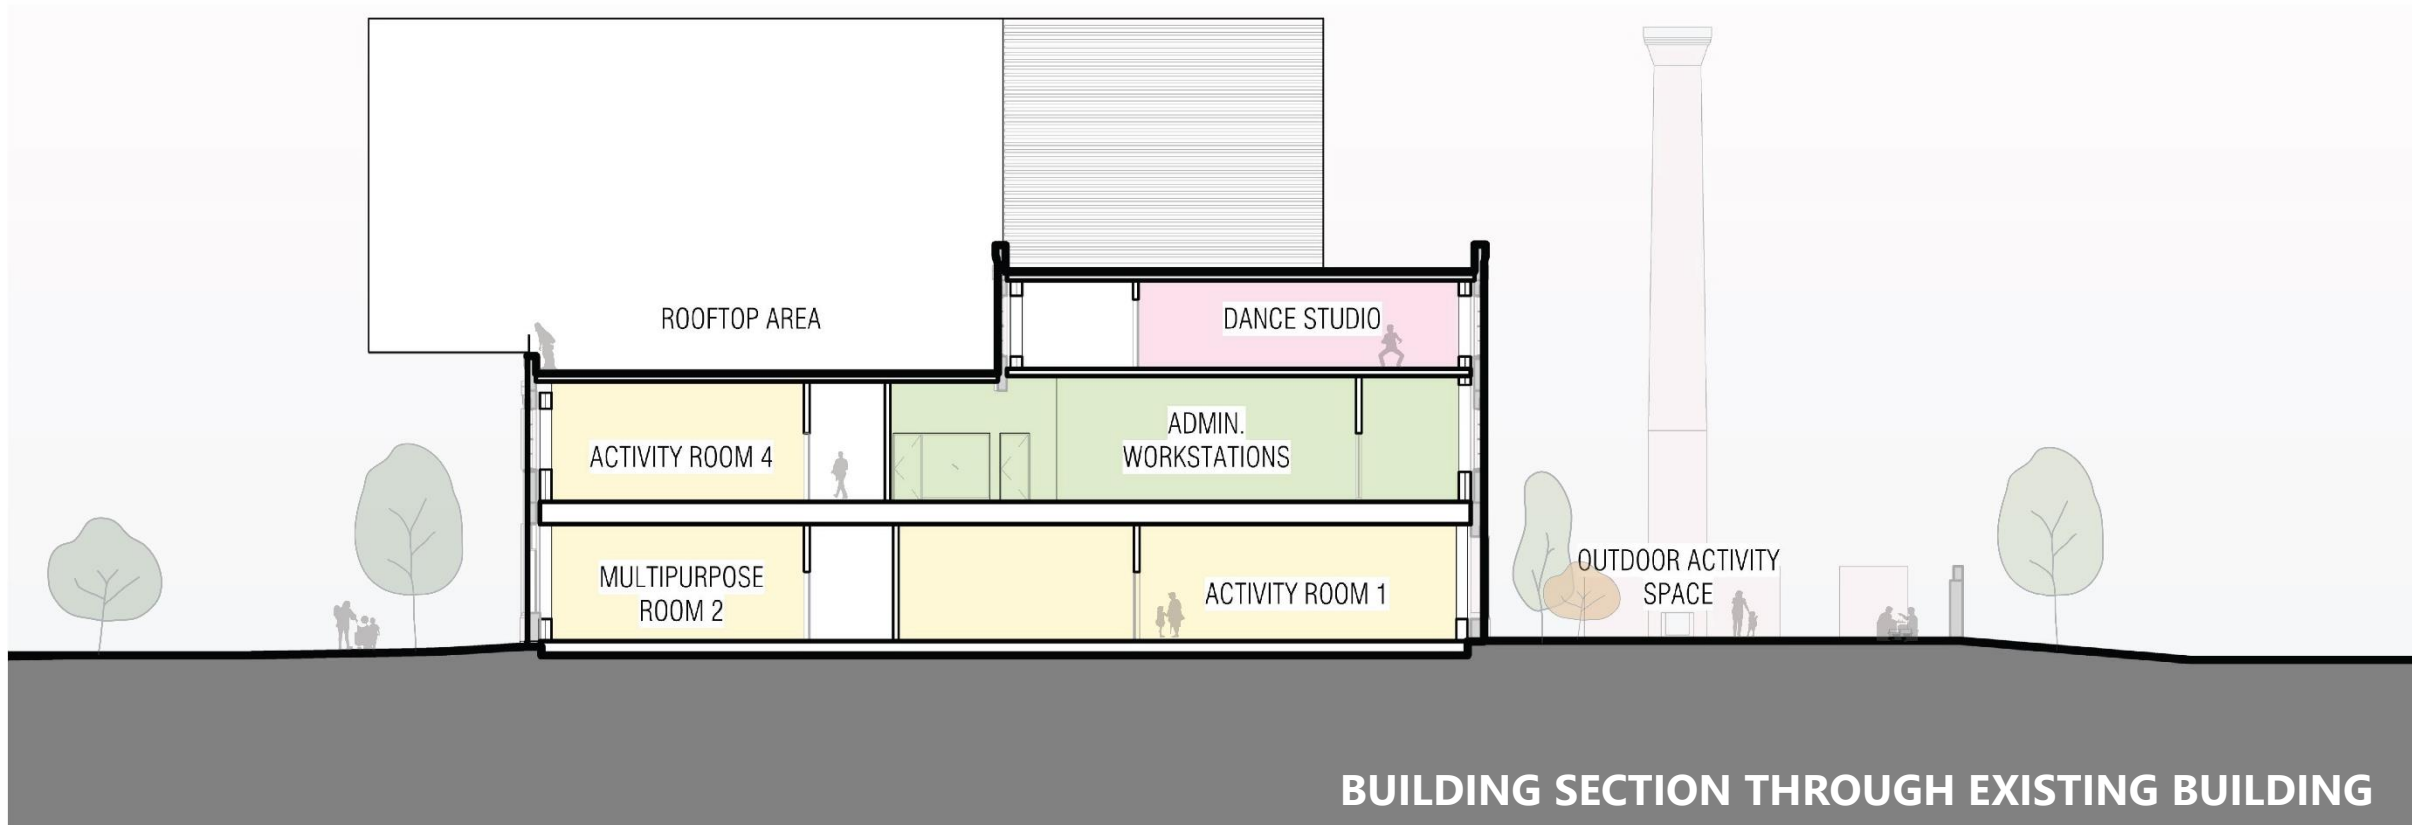 ROOFTOP AREA
DANCE STUDIO
ACTIVITY ROOM 4
ADMIN.
WORKSTATIONS
MULTIPURPOSE
ROOM 2
ACTIVITY ROOM 1
OUTDOOR ACTIVITY
SPACE
BUILDING SECTION THROUGH EXISTING BUILDING